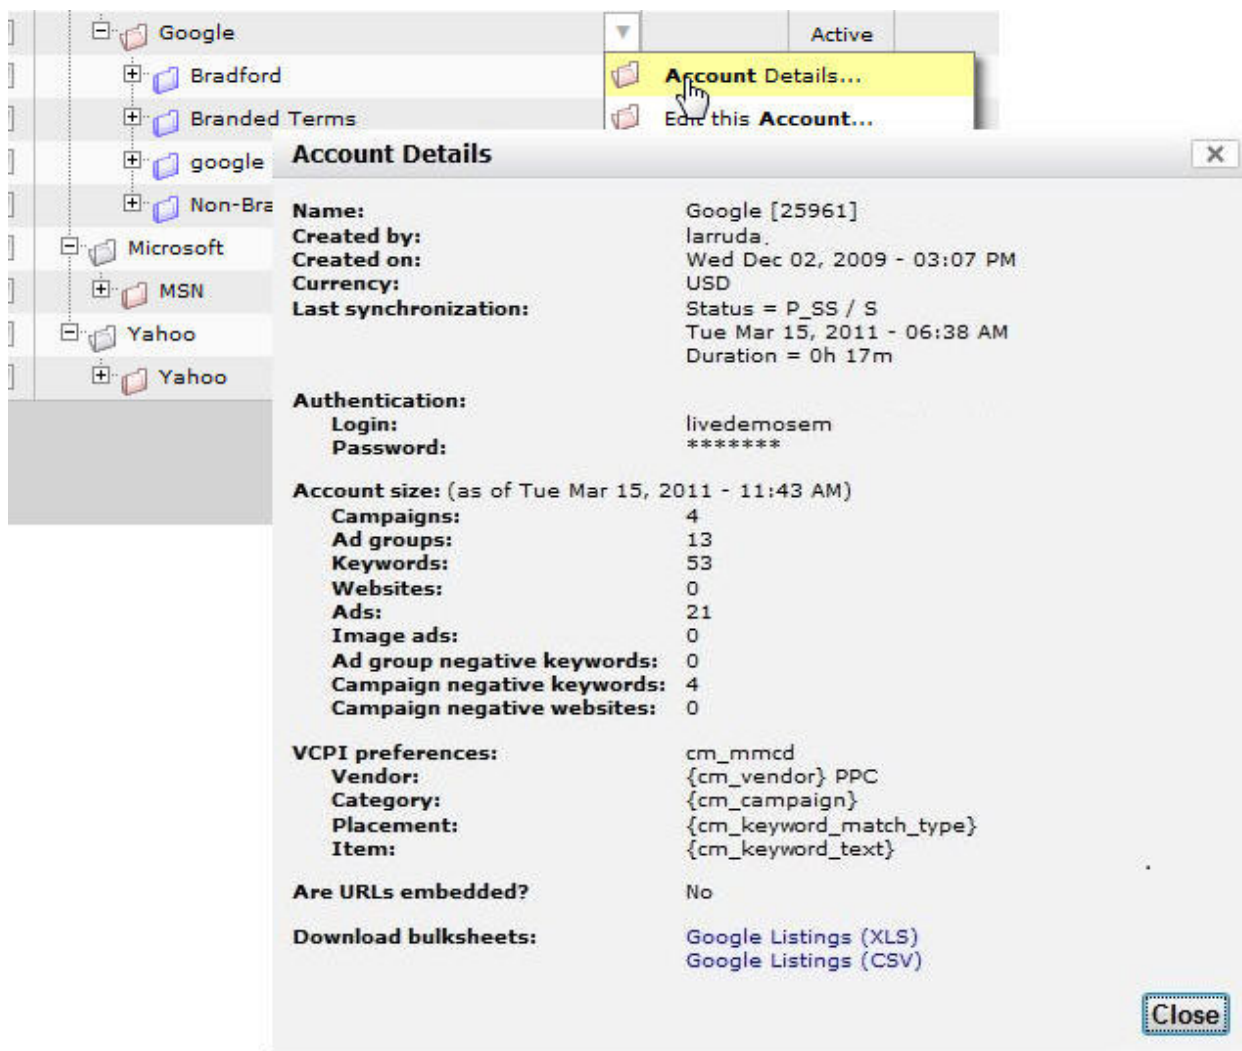 Google
Active
Bradford
Account Details...
Branded Terms
Edit this Account...
google
Account Details
Non-Bra
Name: Google [25961]
Created by: larruda
Microsoft
Created on: Wed Dec 02, 2009 - 03:07 PM
Currency: USD
MSN
Last synchronization: Status = P_SS / S
Yahoo
Tue Mar 15, 2011 - 06:38 AM
Duration = 0h 17m
Yahoo
Authentication:
Login: livedemosem
Password: *******
Account size: (as of Tue Mar 15, 2011 - 11:43 AM)
Campaigns: 4
Ad groups: 13
Keywords: 53
Websites: 0
Ads: 21
Image ads: 0
Ad group negative keywords: 0
Campaign negative keywords: 4
Campaign negative websites: 0
VCPI preferences: cm_mmcd
Vendor: {cm_vendor} PPC
Category: {cm_campaign}
Placement: {cm_keyword_match_type}
Item: {cm_keyword_text}
Are URLs embedded? No
Download bulksheets: Google Listings (XLS)
Google Listings (CSV)
Close